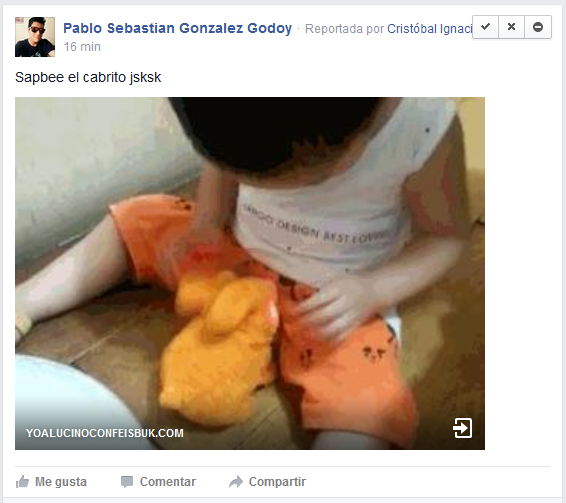 Pablo Sebastian Gonzalez Godoy · Reportada por Cristóbal Ignaci
16 min
Sapbee el cabrito jsksk
DESIGN BEST
YOALUCINOCONFEISBUK.COM
Me gusta Comentar Compartir